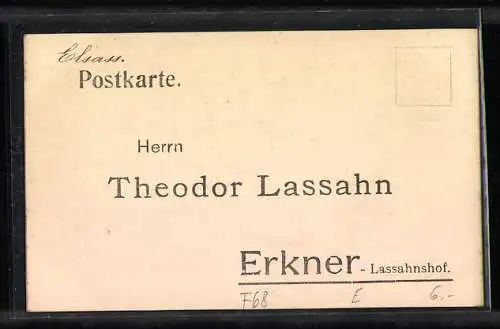 Elsass.
Postkarte.
Herrn
Theodor Lassahn
Erkner - Lassahnshof.
F68 E 6.-